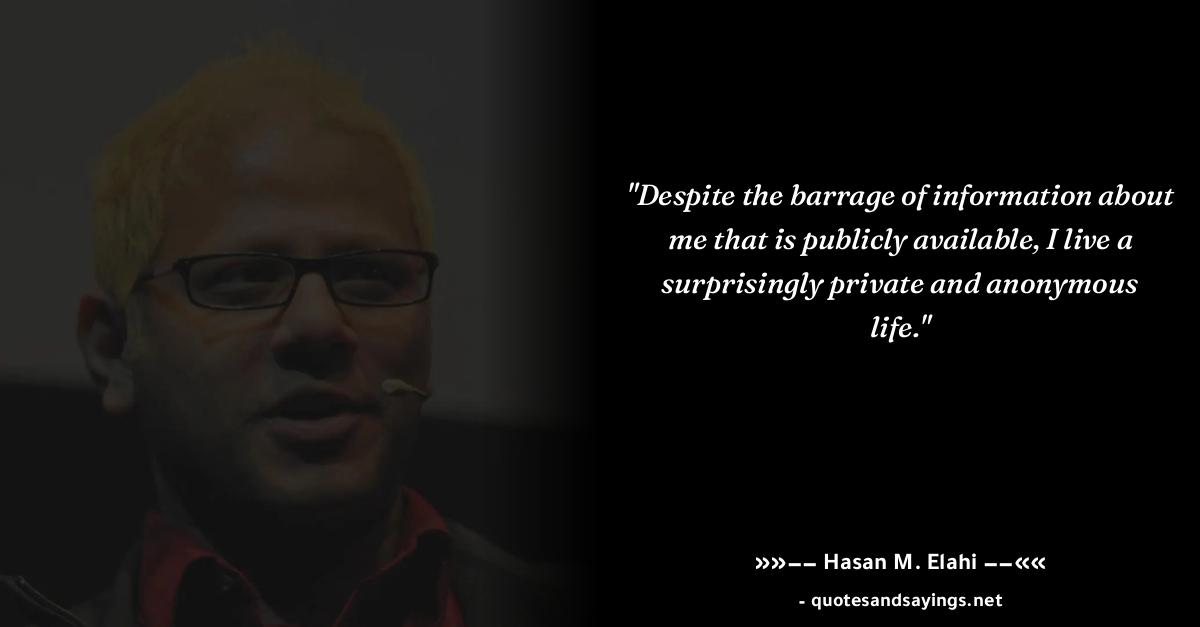 "Despite the barrage of information about
me that is publicly available, I live a
surprisingly private and anonymous
life."
»»−− Hasan M. Elahi −−««
- quotesandsayings.net